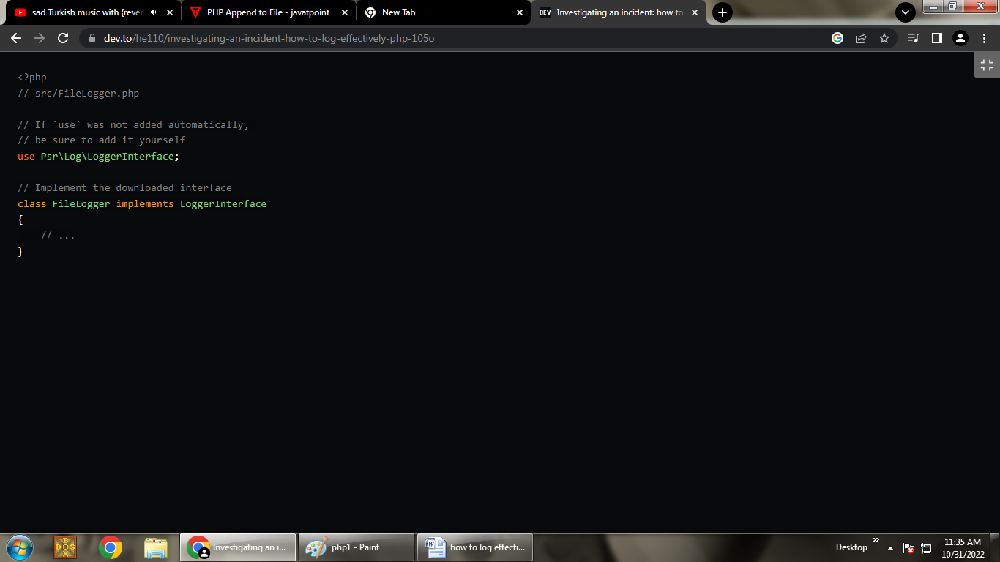 sad Turkish music with {rever
PHP Append to File - javatpoint
New Tab
DEV
Investigating an incident: how to
dev.to/he110/investigating-an-incident-how-to-log-effectively-php-105o
<?php
// src/FileLogger.php
// If `use` was not added automatically,
// be sure to add it yourself
use Psr\Log\LoggerInterface;
// Implement the downloaded interface
class FileLogger implements LoggerInterface
{
// ...
}
DOS BOX
Investigating an i...
php1 - Paint
how to log effecti...
Desktop
11:35 AM
10/31/2022